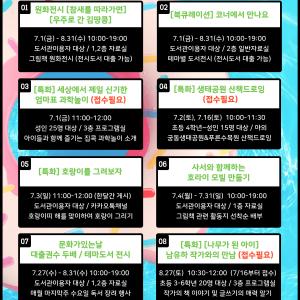 01
원화전시 [참새를 따라가면]
[우주로 간 김땅콩]
7.1(금) - 8.31(수) 10:00-19:00
도서관이용자 대상 / 1,2층 자료실
그림책 원화전시 (전시도서 대출 가능)
02
[북큐레이션] 코너에서 만나요
7.1(금) - 8.31(수) 10:00-19:00
도서관이용자 대상 / 2층 일반자료실
테마별 도서전시 (전시도서 대출 가능)
03
[특화] 세상에서 제일 신기한
엄마표 과학놀이 (접수필요)
7.1(금) 11:00-12:00
성인 25명 대상 / 3층 프로그램실
아이들과 함께 즐기는 집콕 과학놀이 소개
04
[특화] 생태공원 산책드로잉
(접수필요)
7.2(토) 10:00-11:30
초등 4학년~성인 15명 대상 / 야외
궁동생태공원&푸른수목원 산책드로잉
05
[특화] 호랑이를 그려보자
7.3(일) 11:00-12:00 (한달간 게시)
도서관이용자 대상 / 카카오톡채널
호랑이띠 해를 맞이하여 호랑이 그리기
06
사서와 함께하는
호라이 모빌 만들기
7.4(월) - 7.31(일) 10:00-19:00
도서관이용자 대상 / 1층 자료실
그림책 관련 활동지 선착순 배부
07
문화가있는날
대출권수 두배 / 테마도서 전시
7.27(수) - 8.31(수) 10:00-19:00
도서관이용자 대상 / 1,2층 자료실
매월 마지막주 수요일 독서 장려 행사
08
[특화] [나무가 된 아이]
남유하 작가와의 만남 (접수필요)
8.27(토) 10:30-12:00 (7/16부터 접수)
초등 3-6학년 20명 대상 / 3층 프로그램실
작가의 책 이야기 및 글쓰기의 매력 알기